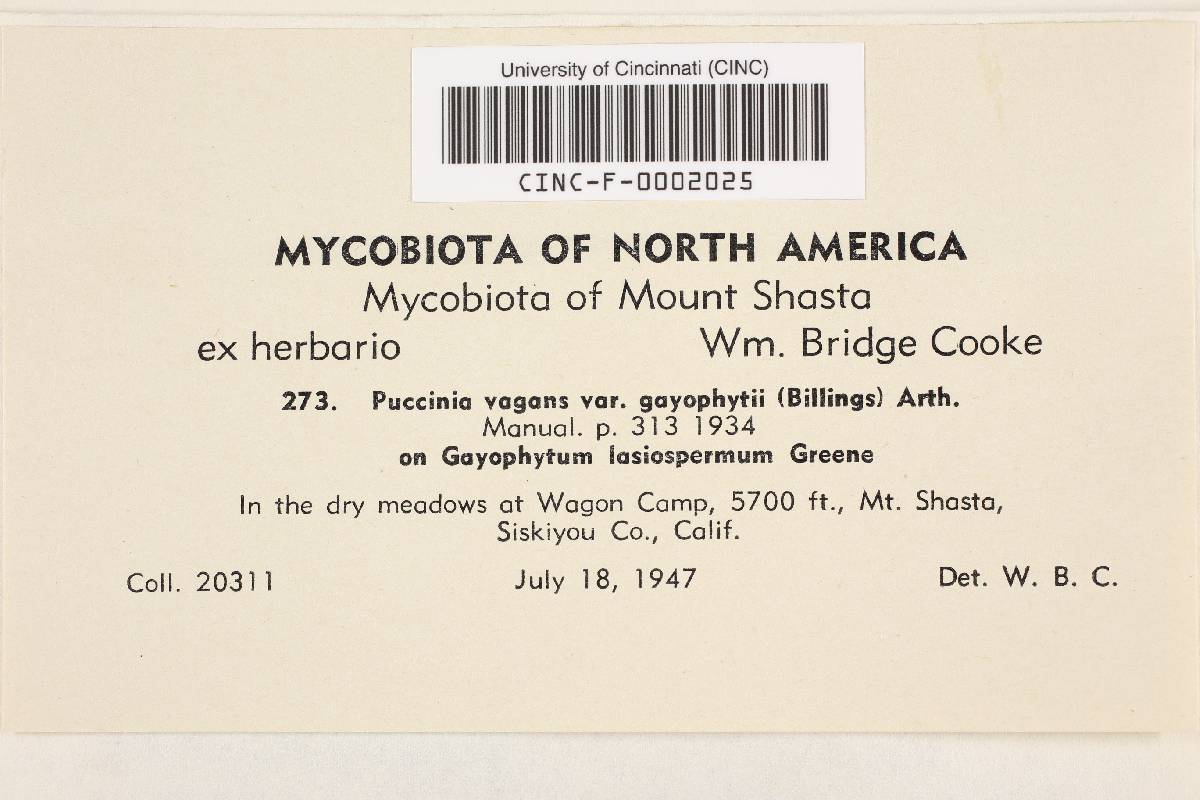 University of Cincinnati (CINC)
CINC-F-0002025
MYCOBIOTA OF NORTH AMERICA
Mycobiota of Mount Shasta
ex herbario Wm. Bridge Cooke
273. Puccinia vagans var. gayophytii (Billings) Arth.
Manual. p. 313 1934
on Gayophytum lasiospermum Greene
In the dry meadows at Wagon Camp, 5700 ft., Mt. Shasta,
Siskiyou Co., Calif.
Coll. 20311 July 18, 1947 Det. W. B. C.